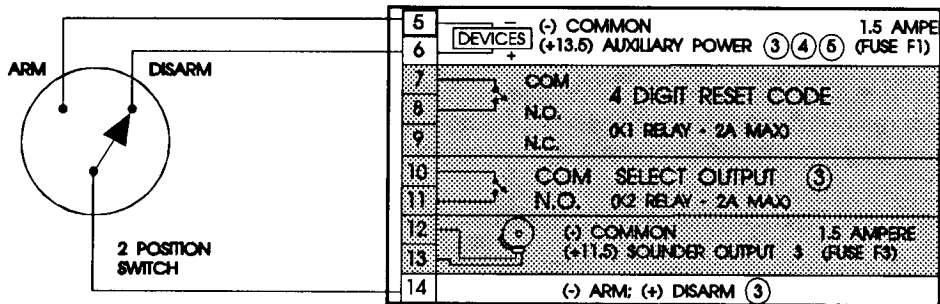 5 (-) COMMON 1.5 AMPE
6 DEVICES (+13.5) AUXILIARY POWER 3 4 5 (FUSE F1)
- +
ARM DISARM
7 COM
8 N.O. 4 DIGIT RESET CODE
9 N.C. (K1 RELAY - 2A MAX)
10 COM SELECT OUTPUT 3
11 N.O. (K2 RELAY - 2A MAX)
12 (-) COMMON 1.5 AMPERE
13 (+11.5) SOUNDER OUTPUT 3 (FUSE F3)
2 POSITION
SWITCH
14 (-) ARM; (+) DISARM 3